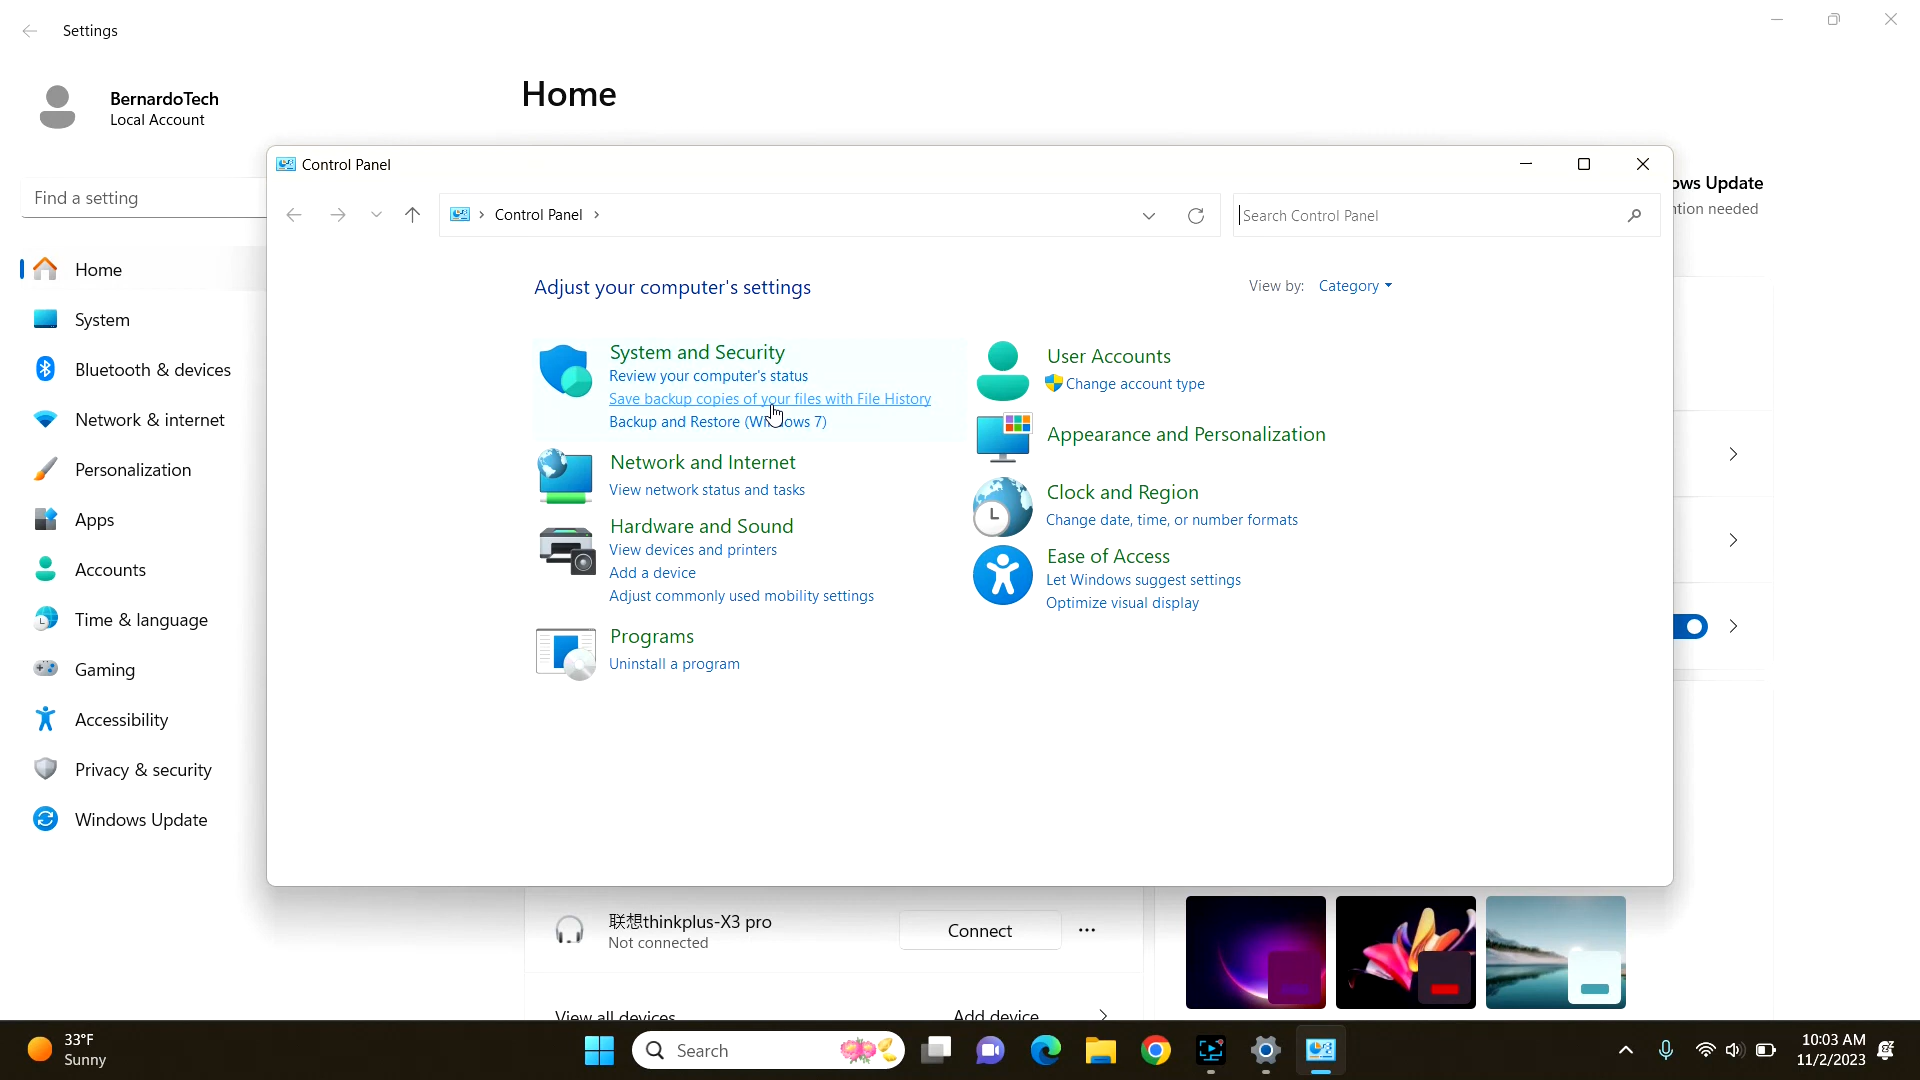 Settings
BernardoTech
Local Account
Find a setting
Home
System
Bluetooth & devices
Network & internet
Personalization
Apps
Accounts
Time & language
Gaming
Accessibility
Privacy & security
Windows Update
Home
ows Update
tion needed
Control Panel
Control Panel
Search Control Panel
Adjust your computer's settings
View by: Category
System and Security
Review your computer's status
Save backup copies of your files with File History
Backup and Restore (Windows 7)
Network and Internet
View network status and tasks
Hardware and Sound
View devices and printers
Add a device
Adjust commonly used mobility settings
Programs
Uninstall a program
User Accounts
Change account type
Appearance and Personalization
Clock and Region
Change date, time, or number formats
Ease of Access
Let Windows suggest settings
Optimize visual display
联想thinkplus-X3 pro
Not connected
Connect
View all devices
Add device
33°F
Sunny
Search
10:03 AM
11/2/2023